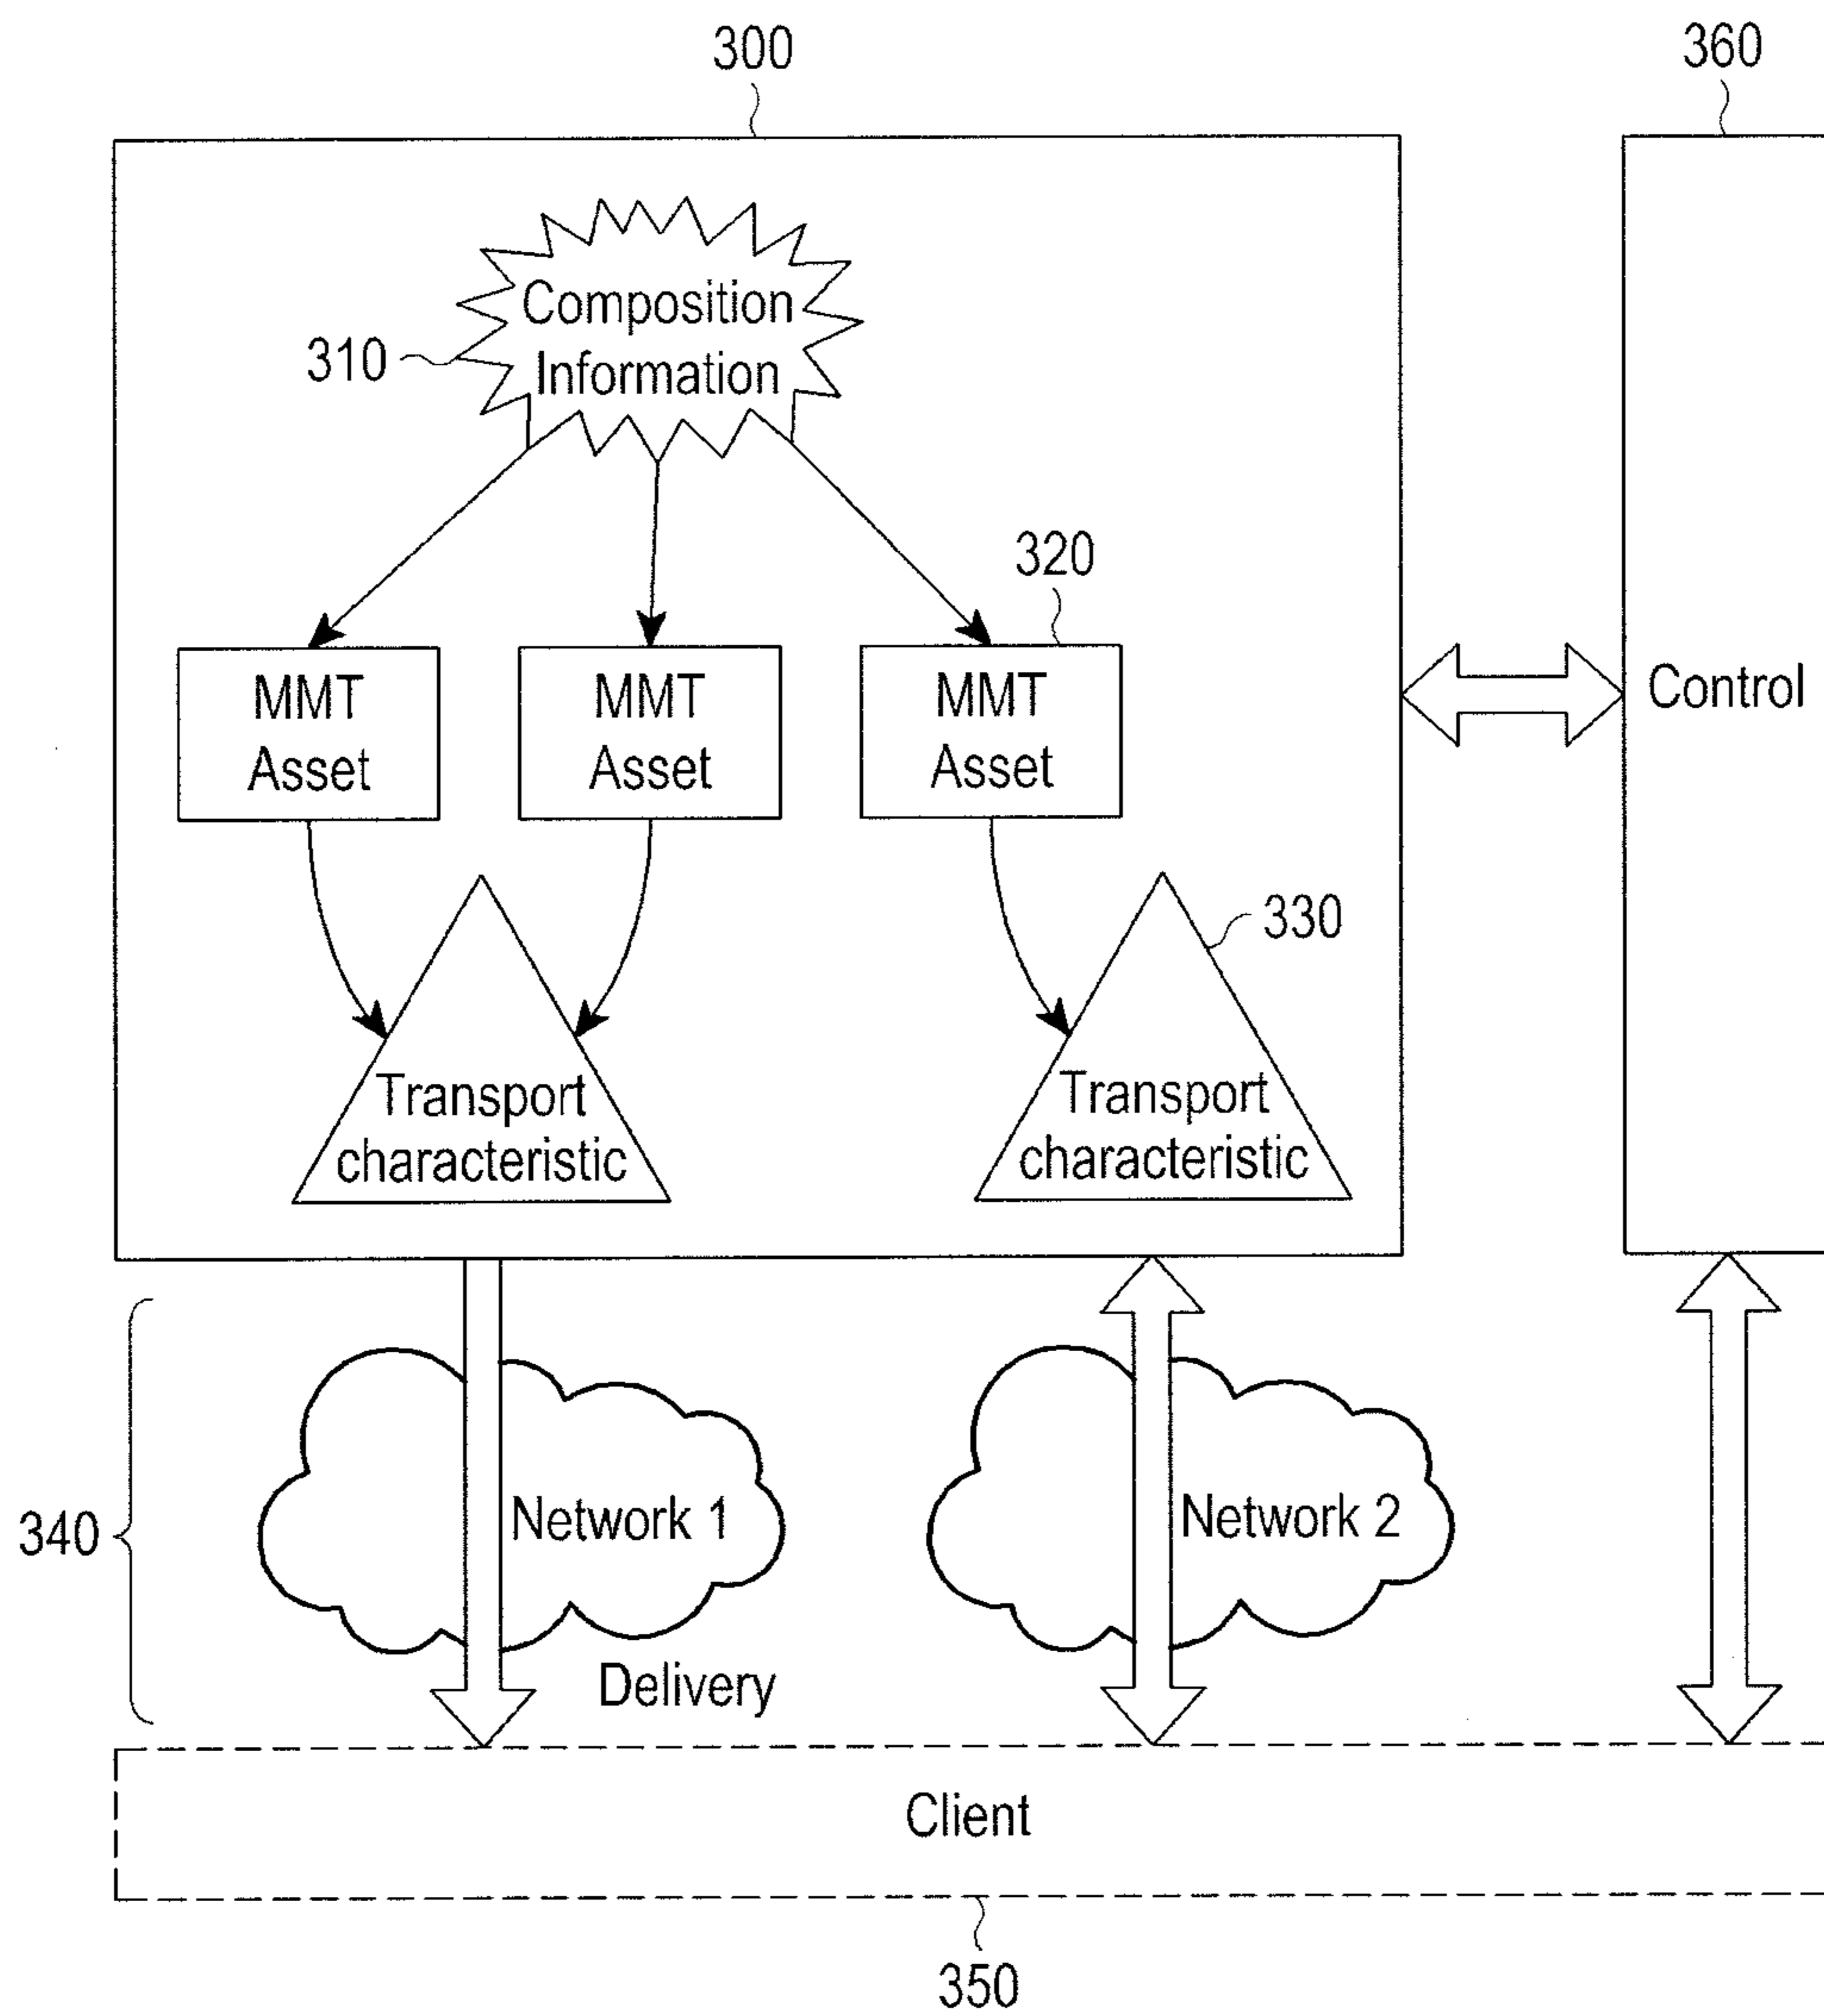 300
360
Composition
Information
310
320
MMT
Asset
MMT
Asset
MMT
Asset
Control
330
Transport
characteristic
Transport
characteristic
340
Network 1
Network 2
Delivery
Client
350